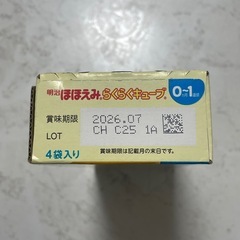 明治ほほえみ らくらくキューブ 0~1歳
賞味期限 2026.07
LOT CH C25 1A
4袋入り
賞味期限は記載月の末日です。